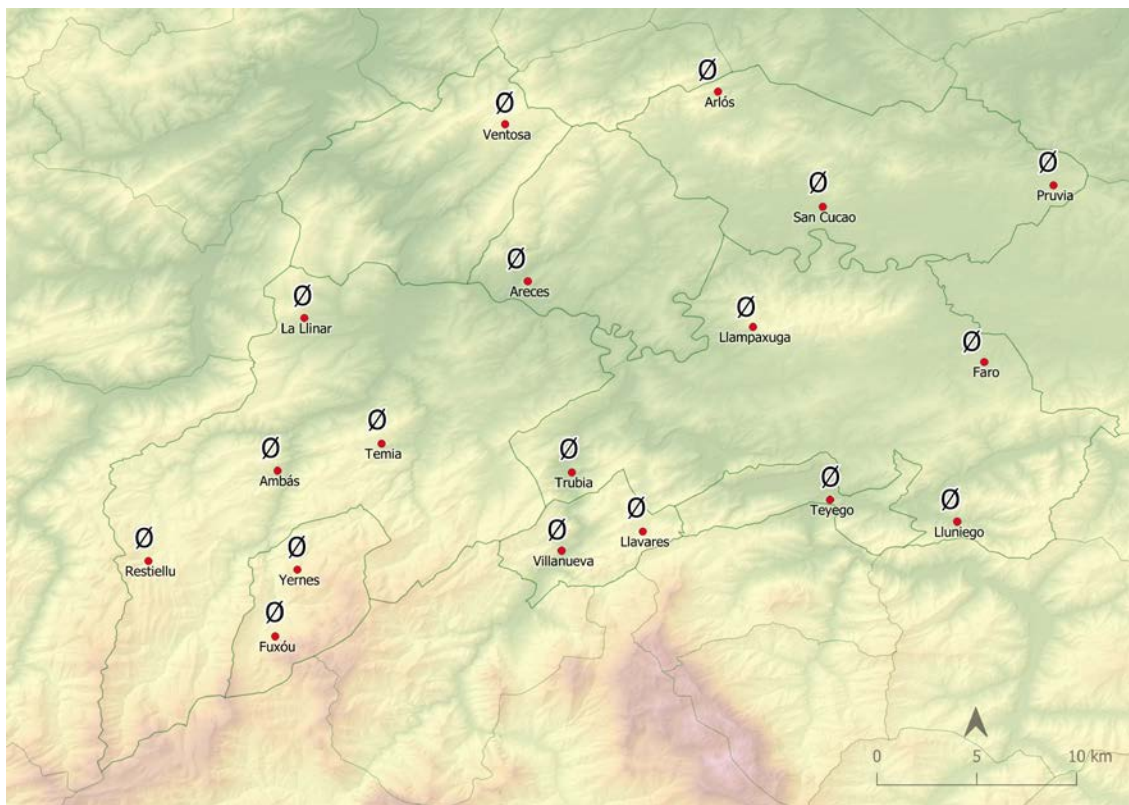 Ø
Arlós
Ø
Ventosa
Ø
Pruvia
Ø
San Cucao
Ø
Areces
Ø
La Llinar
Ø
Llampaxuga
Ø
Faro
Ø
Temia
Ø
Ambás
Ø
Trubia
Ø
Teyego
Ø
Llavares
Ø
Lluniego
Ø
Villanueva
Ø
Restiellu
Ø
Yernes
Ø
Fuxóu
0 5 10 km